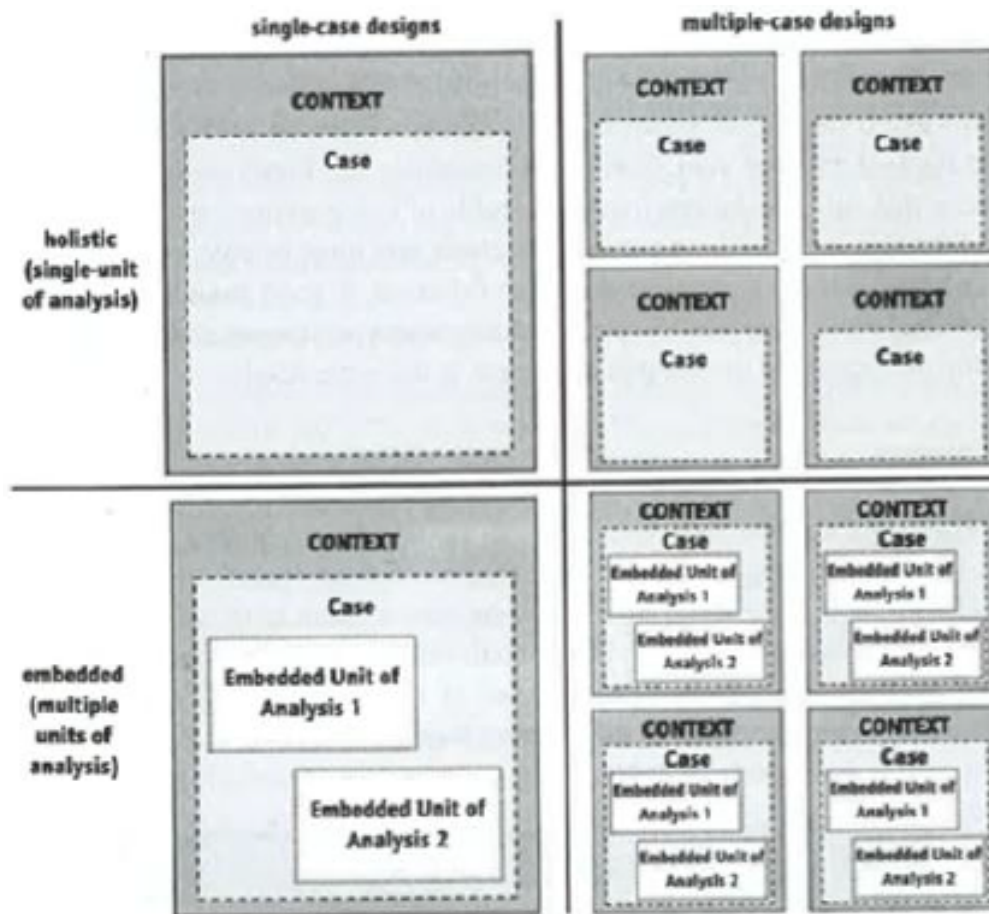 single-case designs
multiple-case designs
holistic
(single-unit
of analysis)
CONTEXT
Case
CONTEXT
Case
CONTEXT
Case
CONTEXT
Case
CONTEXT
Case
embedded
(multiple
units of
analysis)
CONTEXT
Case
Embedded Unit of
Analysis 1
Embedded Unit of
Analysis 2
CONTEXT
Case
Embedded Unit of
Analysis 1
Embedded Unit of
Analysis 2
CONTEXT
Case
Embedded Unit of
Analysis 1
Embedded Unit of
Analysis 2
CONTEXT
Case
Embedded Unit of
Analysis 1
Embedded Unit of
Analysis 2
CONTEXT
Case
Embedded Unit of
Analysis 1
Embedded Unit of
Analysis 2